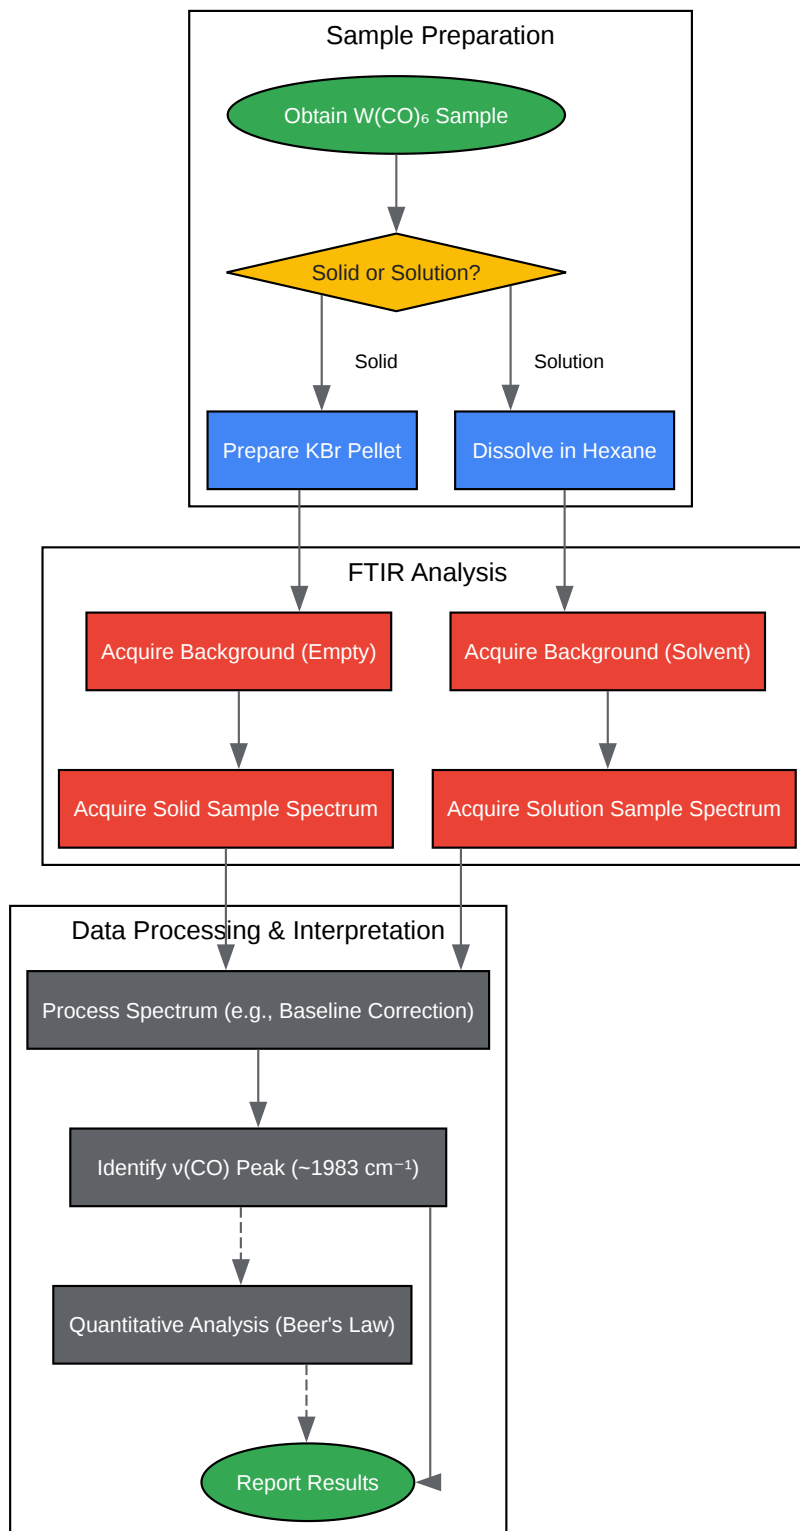 Sample Preparation
Obtain W(CO)₆ Sample
Solid or Solution?
Solid
Solution
Prepare KBr Pellet
Dissolve in Hexane
FTIR Analysis
Acquire Background (Empty)
Acquire Background (Solvent)
Acquire Solid Sample Spectrum
Acquire Solution Sample Spectrum
Data Processing & Interpretation
Process Spectrum (e.g., Baseline Correction)
Identify ν(CO) Peak (~1983 cm⁻¹)
Quantitative Analysis (Beer's Law)
Report Results